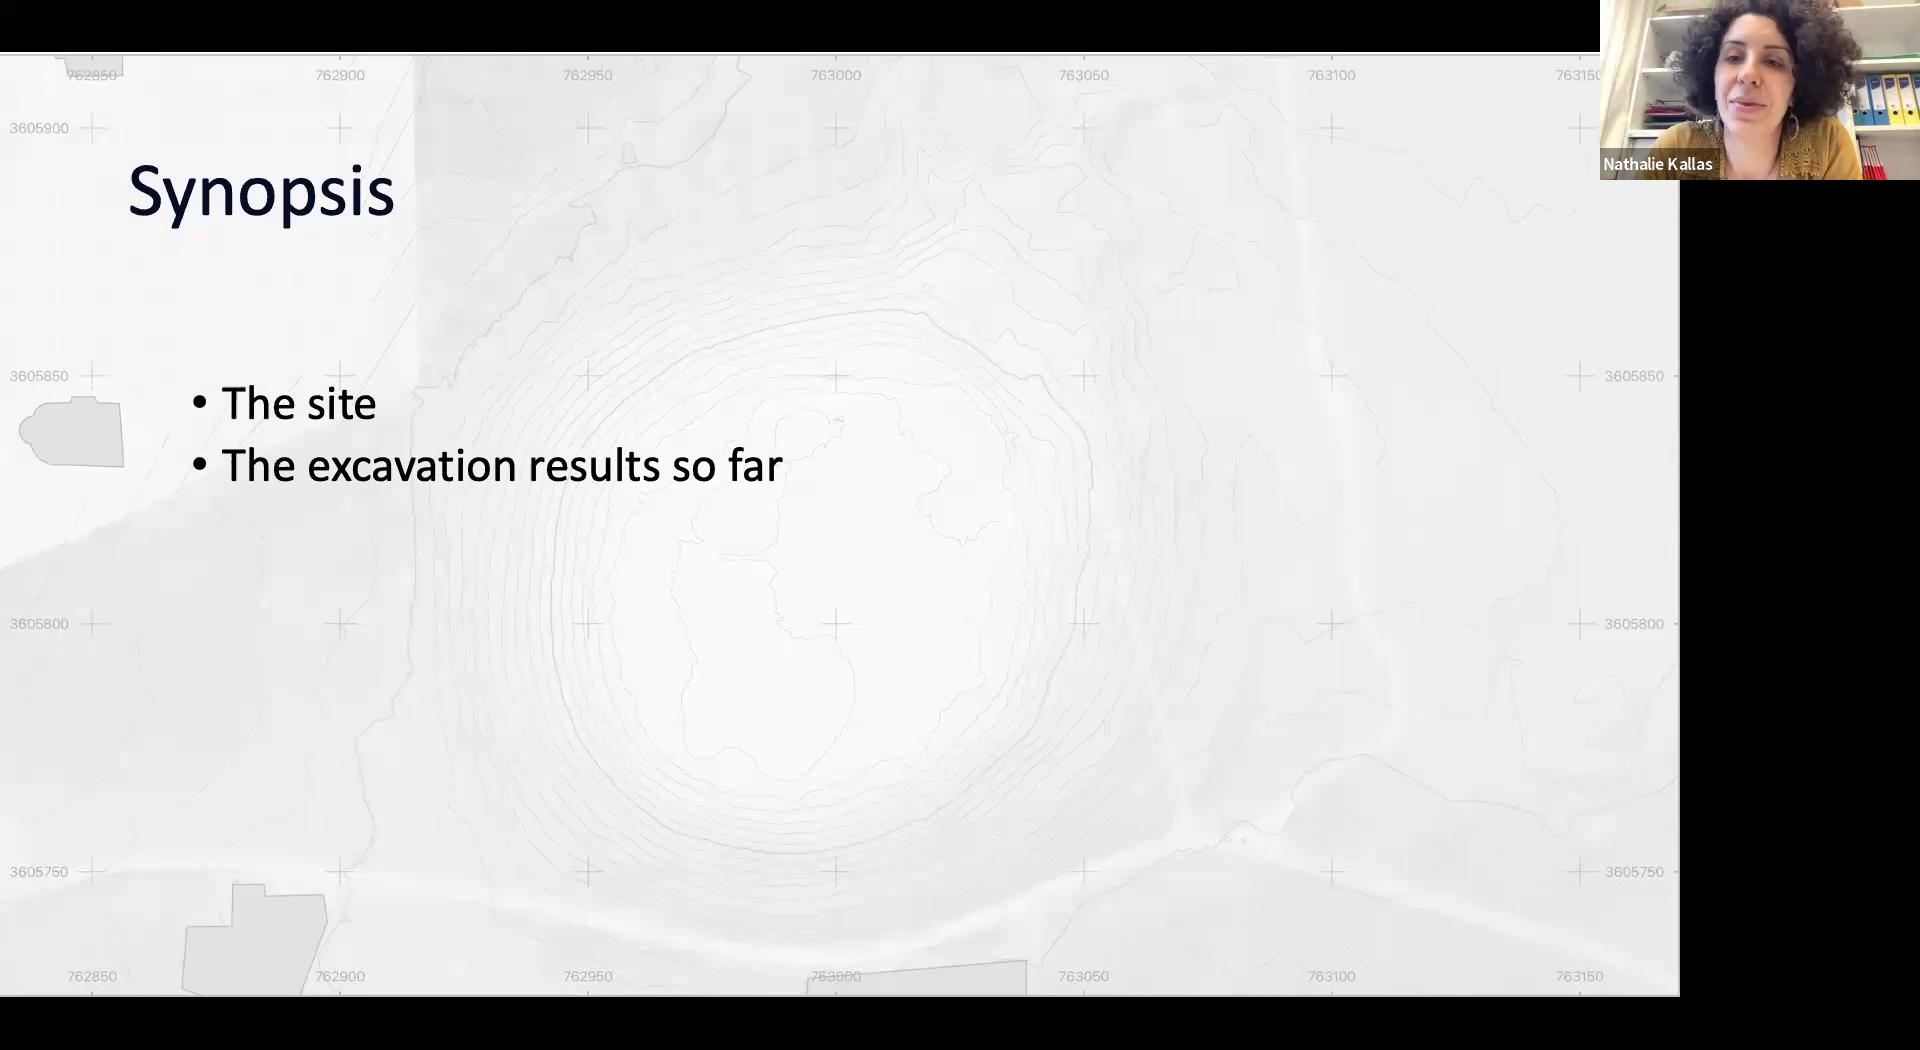 762850 762900 762950 763000 763050 763100 76315
3605900
Nathalie Kallas
Synopsis
3605850 3605850
• The site
• The excavation results so far
3605800 3605800
3605750 3605750
762850 762900 762950 763000 763050 763100 763150